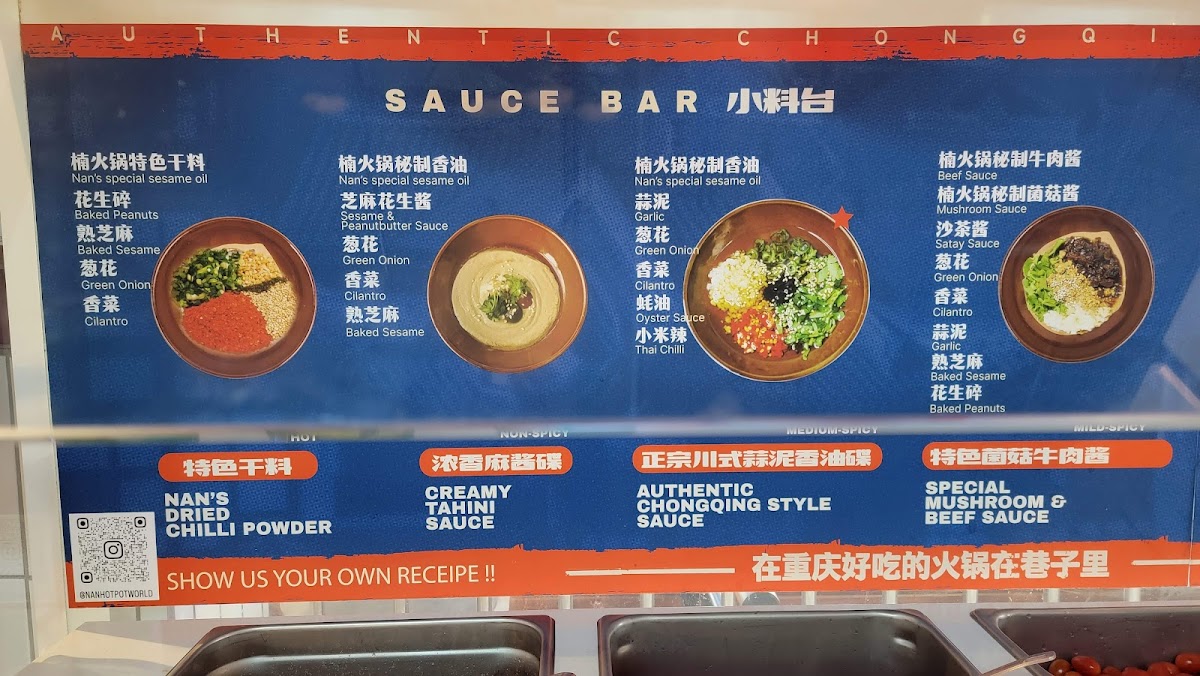 AUTHENTIC CHONGQI
SAUCE BAR 小料台
楠火锅特色干料
Nan's special sesame oil
花生碎
Baked Peanuts
熟芝麻
Baked Sesame
葱花
Green Onion
香菜
Cilantro
HOT
特色干料
NAN'S
DRIED
CHILLI POWDER
楠火锅秘制香油
Nan's special sesame oil
芝麻花生酱
Sesame &
Peanutbutter Sauce
葱花
Green Onion
香菜
Cilantro
熟芝麻
Baked Sesame
NON-SPICY
浓香麻酱碟
CREAMY
TAHINI
SAUCE
楠火锅秘制香油
Nan's special sesame oil
蒜泥
Garlic
葱花
Green Onion
香菜
Cilantro
蚝油
Oyster Sauce
小米辣
Thai Chilli
MEDIUM-SPICY
正宗川式蒜泥香油碟
AUTHENTIC
CHONGQING STYLE
SAUCE
楠火锅秘制牛肉酱
Beef Sauce
楠火锅秘制菌菇酱
Mushroom Sauce
沙茶酱
Satay Sauce
葱花
Green Onion
香菜
Cilantro
蒜泥
Garlic
熟芝麻
Baked Sesame
花生碎
Baked Peanuts
MILD-SPICY
特色菌菇牛肉酱
SPECIAL
MUSHROOM &
BEEF SAUCE
@NANHOTPOTWORLD
SHOW US YOUR OWN RECEIPE !!
在重庆好吃的火锅在巷子里